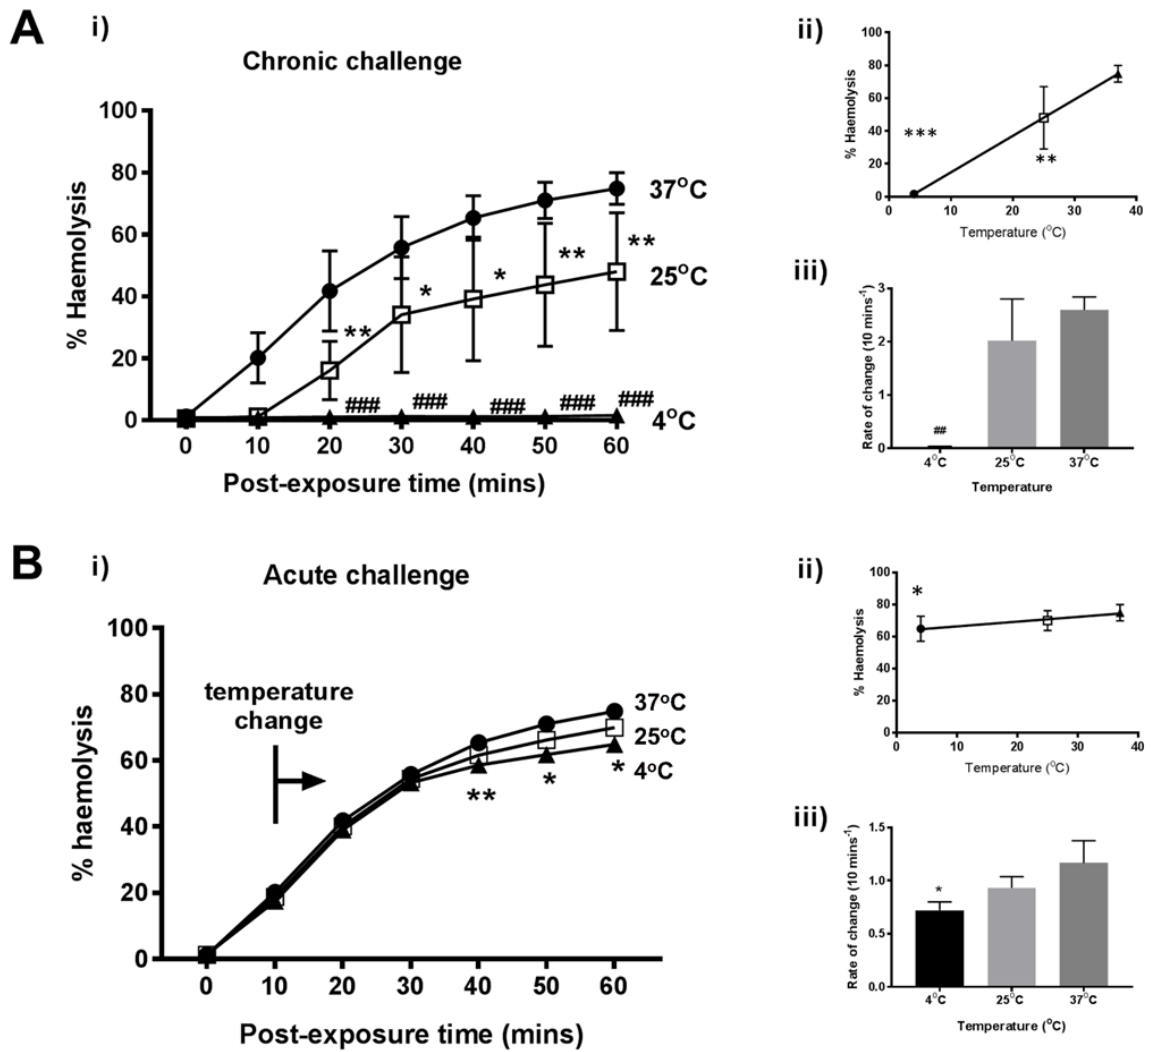 A
i)
Chronic challenge
% Haemolysis
100
80
60
40
20
0
37°C
25°C
4°C
**
*
*
**
**
###
###
###
###
###
0 10 20 30 40 50 60
Post-exposure time (mins)
ii)
% Haemolysis
100
80
60
40
20
0
***
**
0 10 20 30 40
Temperature (°C)
iii)
Rate of change (10 mins⁻¹)
3
2
1
0
##
4°C 25°C 37°C
Temperature
B
i)
Acute challenge
% haemolysis
100
80
60
40
20
0
temperature
change
37°C
25°C
4°C
**
*
*
0 10 20 30 40 50 60
Post-exposure time (mins)
ii)
% Haemolysis
100
80
60
40
20
0
*
0 10 20 30 40
Temperature (°C)
iii)
Rate of change (10 mins⁻¹)
1.5
1.0
0.5
0.0
*
4°C 25°C 37°C
Temperature (°C)